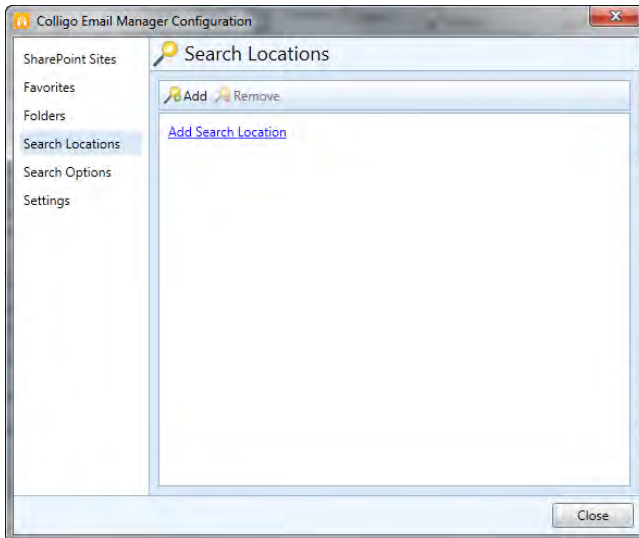 Colligo Email Manager Configuration
SharePoint Sites
Favorites
Folders
Search Locations
Search Options
Settings
Search Locations
Add Remove
Add Search Location
Close